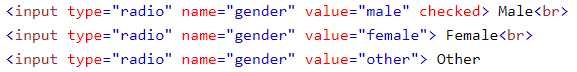 <input type="radio" name="gender" value="male" checked> Male<br>
<input type="radio" name="gender" value="female"> Female<br>
<input type="radio" name="gender" value="other"> Other